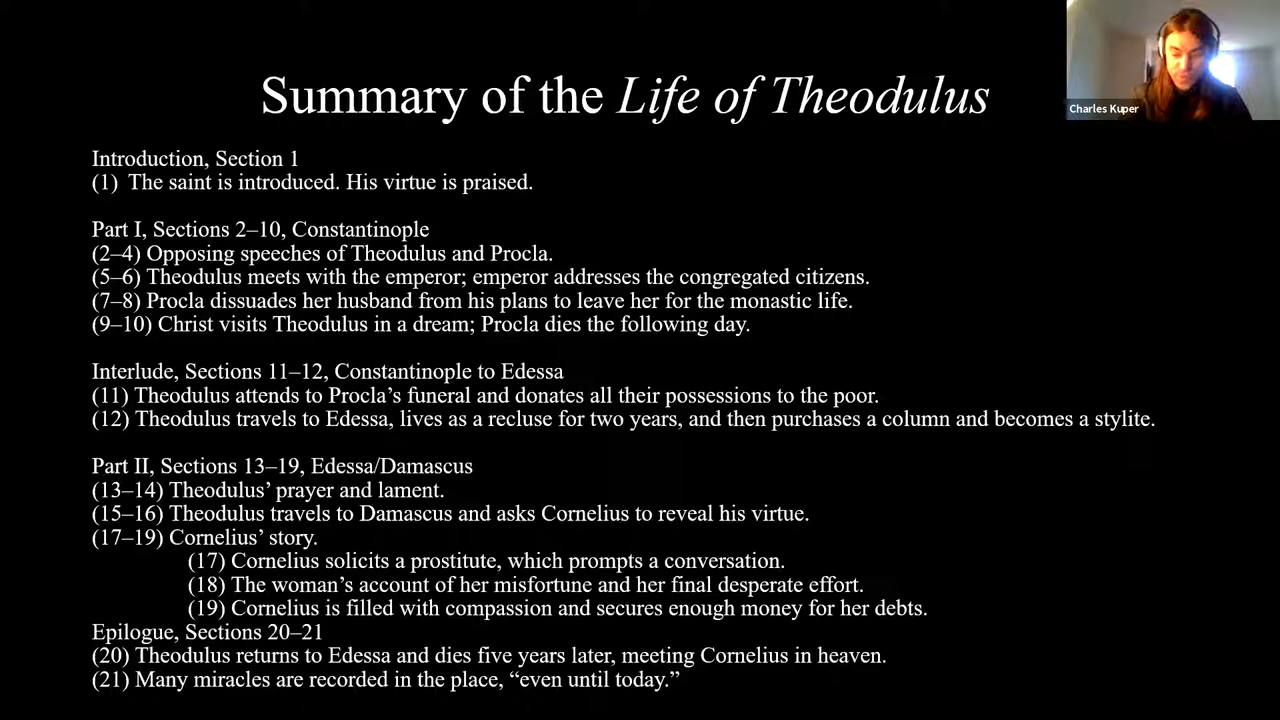 Charles Kuper
Summary of the Life of Theodulus
Introduction, Section 1
(1) The saint is introduced. His virtue is praised.
Part I, Sections 2–10, Constantinople
(2–4) Opposing speeches of Theodulus and Procla.
(5–6) Theodulus meets with the emperor; emperor addresses the congregated citizens.
(7–8) Procla dissuades her husband from his plans to leave her for the monastic life.
(9–10) Christ visits Theodulus in a dream; Procla dies the following day.
Interlude, Sections 11–12, Constantinople to Edessa
(11) Theodulus attends to Procla’s funeral and donates all their possessions to the poor.
(12) Theodulus travels to Edessa, lives as a recluse for two years, and then purchases a column and becomes a stylite.
Part II, Sections 13–19, Edessa/Damascus
(13–14) Theodulus’ prayer and lament.
(15–16) Theodulus travels to Damascus and asks Cornelius to reveal his virtue.
(17–19) Cornelius’ story.
(17) Cornelius solicits a prostitute, which prompts a conversation.
(18) The woman’s account of her misfortune and her final desperate effort.
(19) Cornelius is filled with compassion and secures enough money for her debts.
Epilogue, Sections 20–21
(20) Theodulus returns to Edessa and dies five years later, meeting Cornelius in heaven.
(21) Many miracles are recorded in the place, “even until today.”